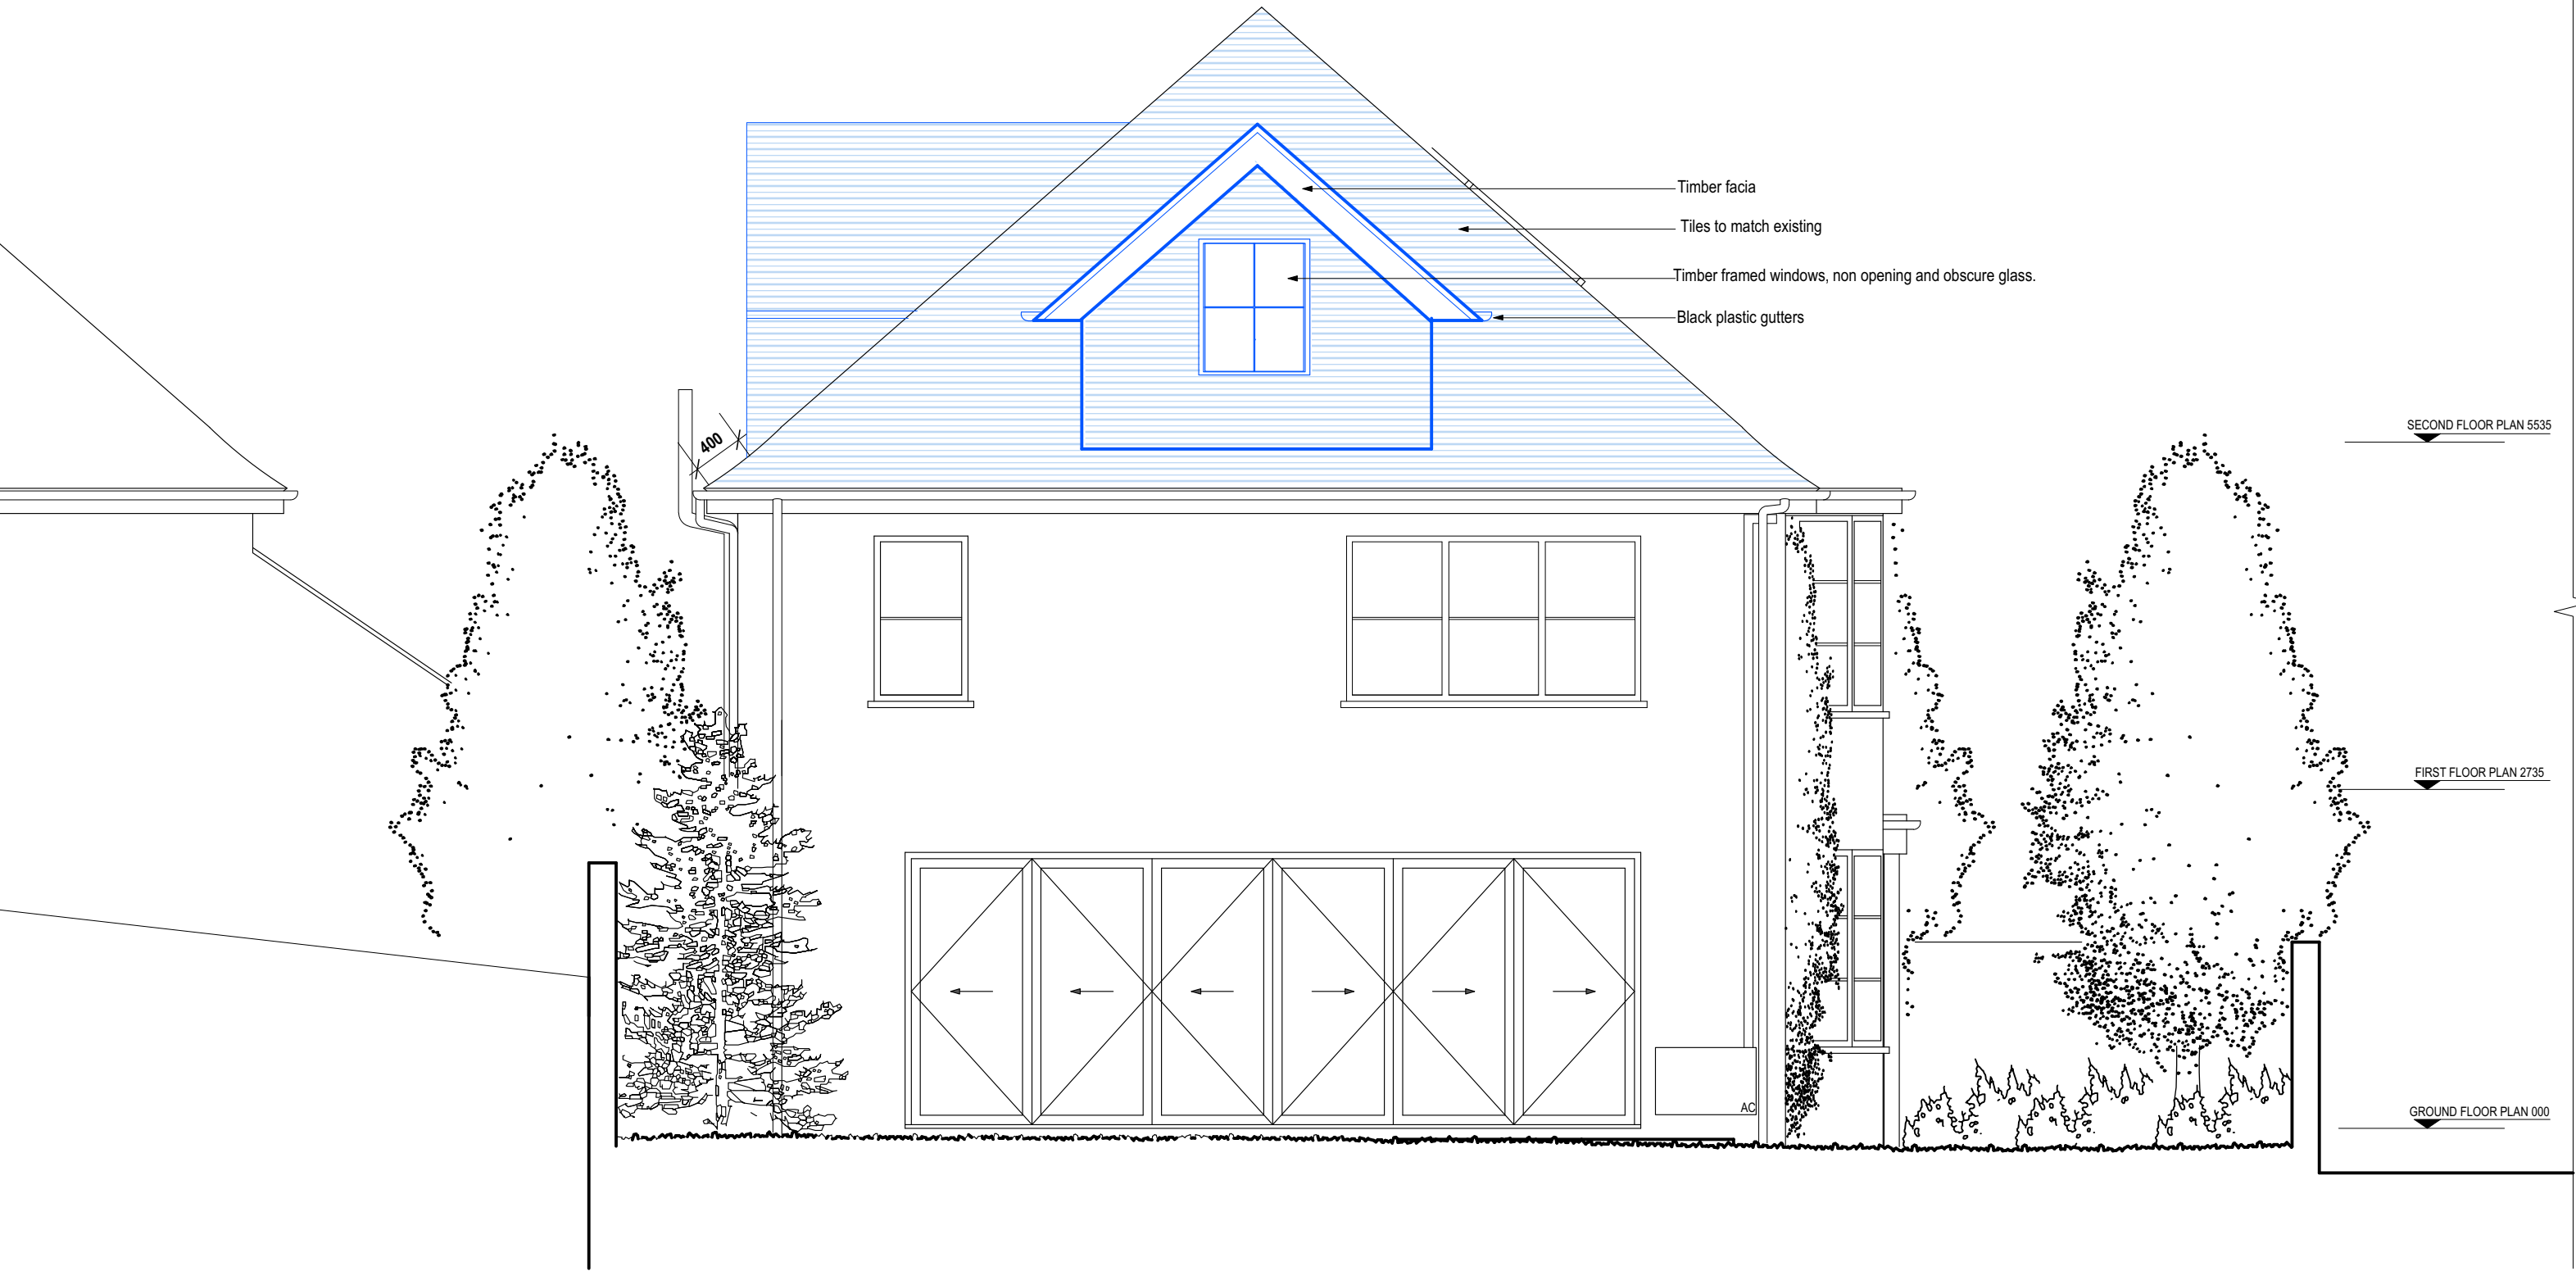 Timber facia
Tiles to match existing
Timber framed windows, non opening and obscure glass.
Black plastic gutters
400
SECOND FLOOR PLAN 5535
FIRST FLOOR PLAN 2735
AC
GROUND FLOOR PLAN 000